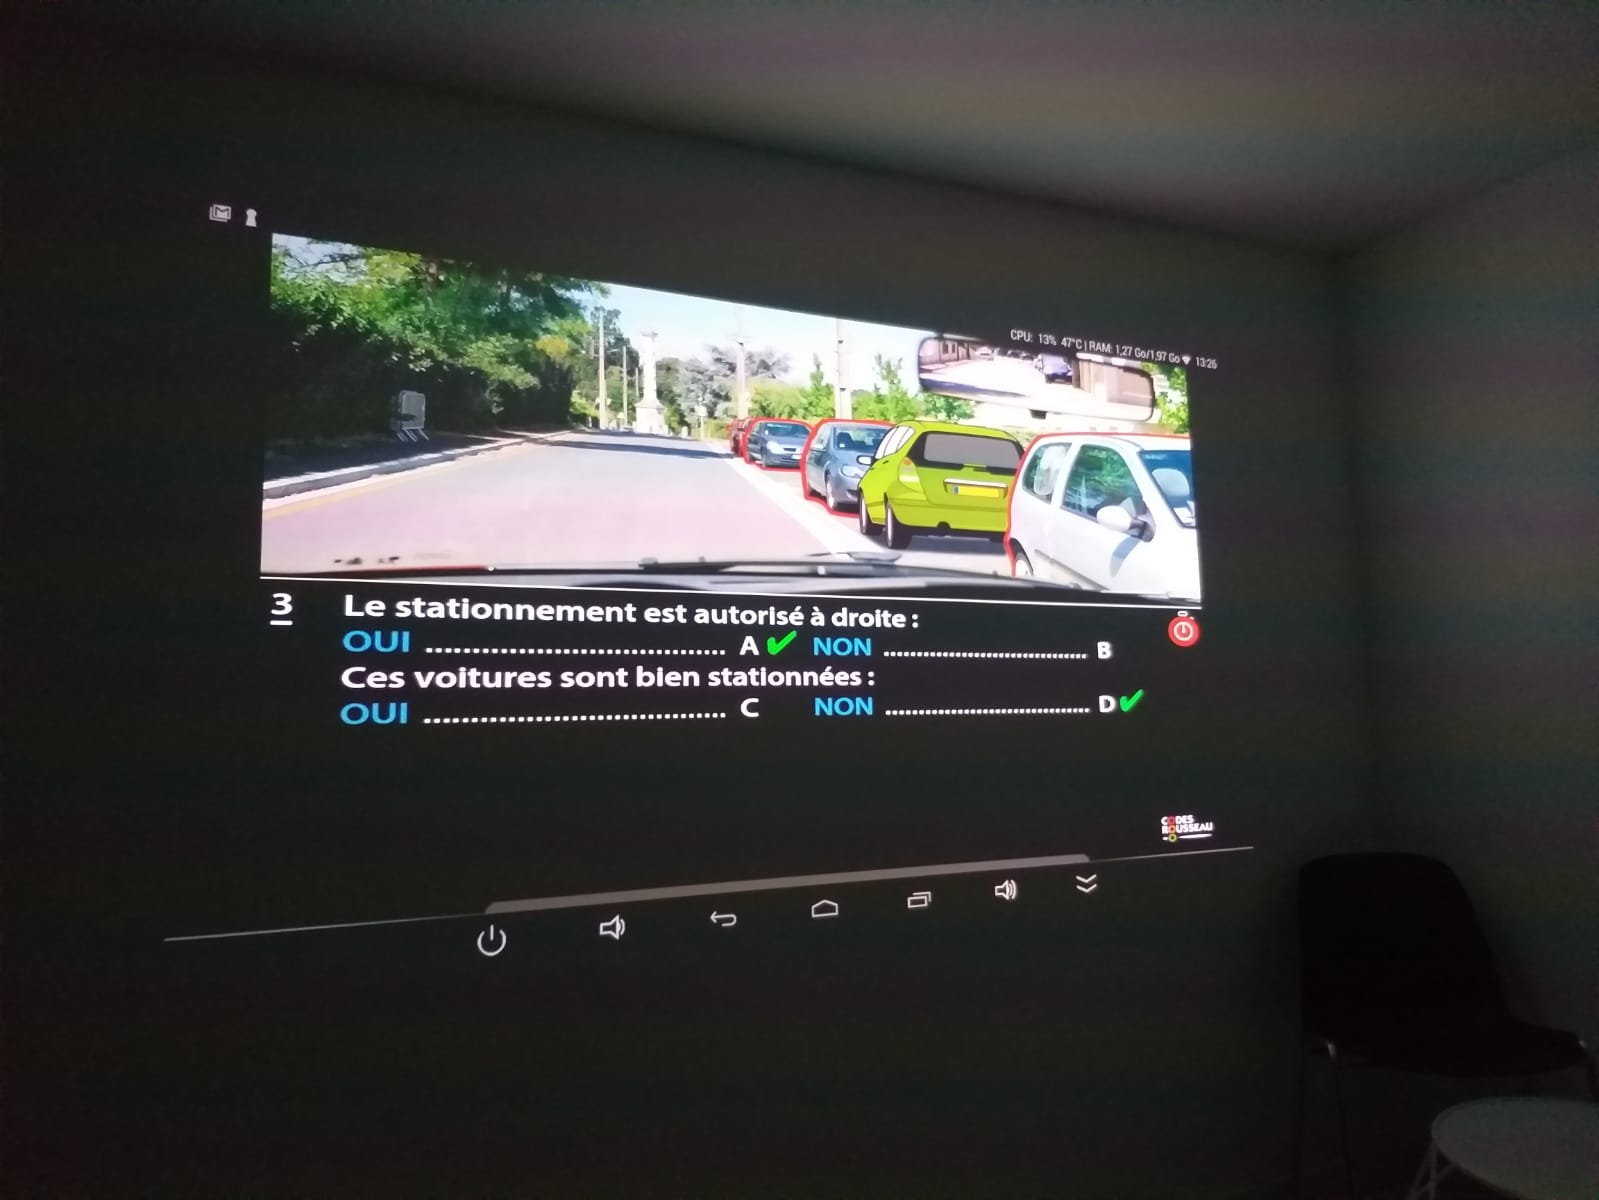 CPU: 13% 47°C | RAM: 1,27 Go/1,97 Go 13:26
3 Le stationnement est autorisé à droite :
OUI .................................. A ✔ NON .................................. B
Ces voitures sont bien stationnées :
OUI .................................. C NON .................................. D ✔
CODES
ROUSSEAU